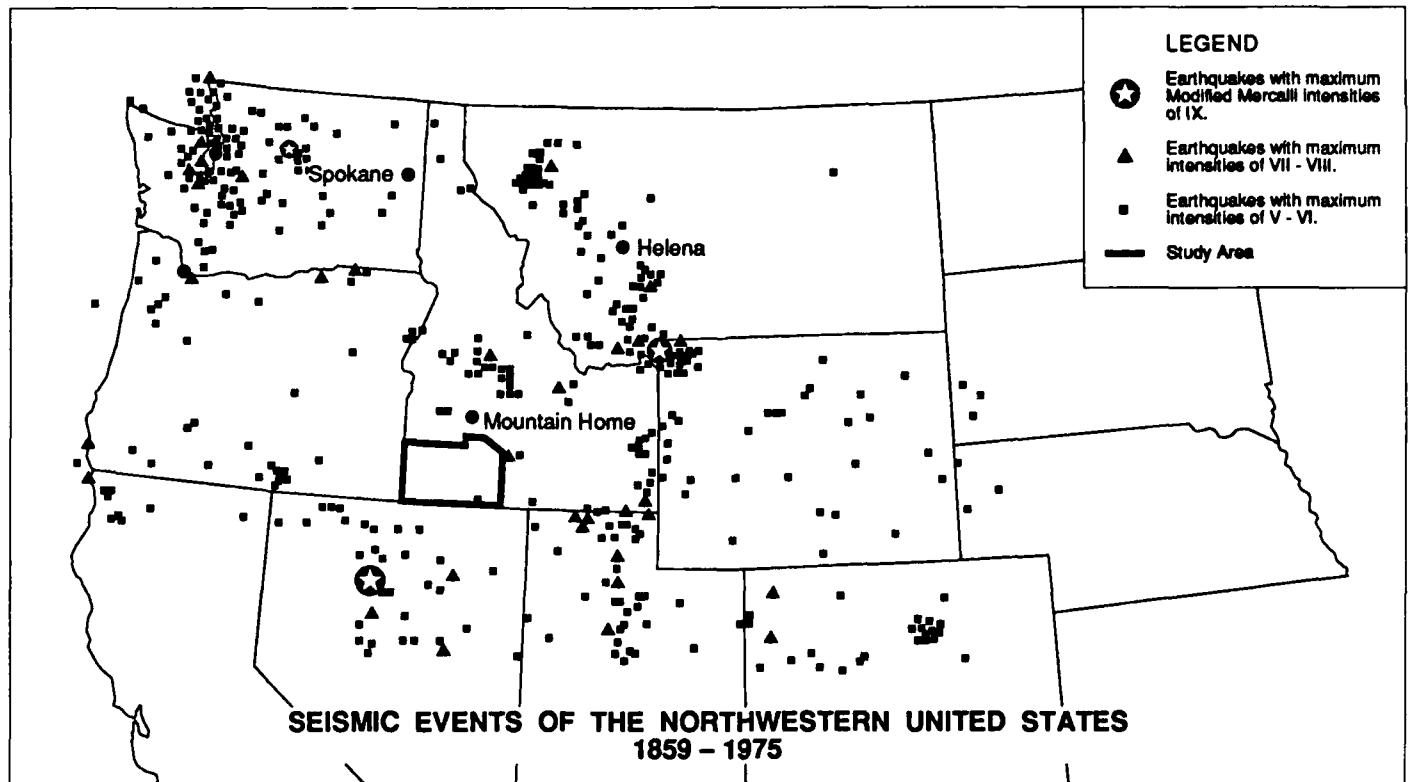 LEGEND
Earthquakes with maximum
Modified Mercalli intensities
of IX.
Earthquakes with maximum
intensities of VII - VIII.
Earthquakes with maximum
intensities of V - VI.
Study Area
Spokane
Helena
Mountain Home
SEISMIC EVENTS OF THE NORTHWESTERN UNITED STATES
1859 – 1975